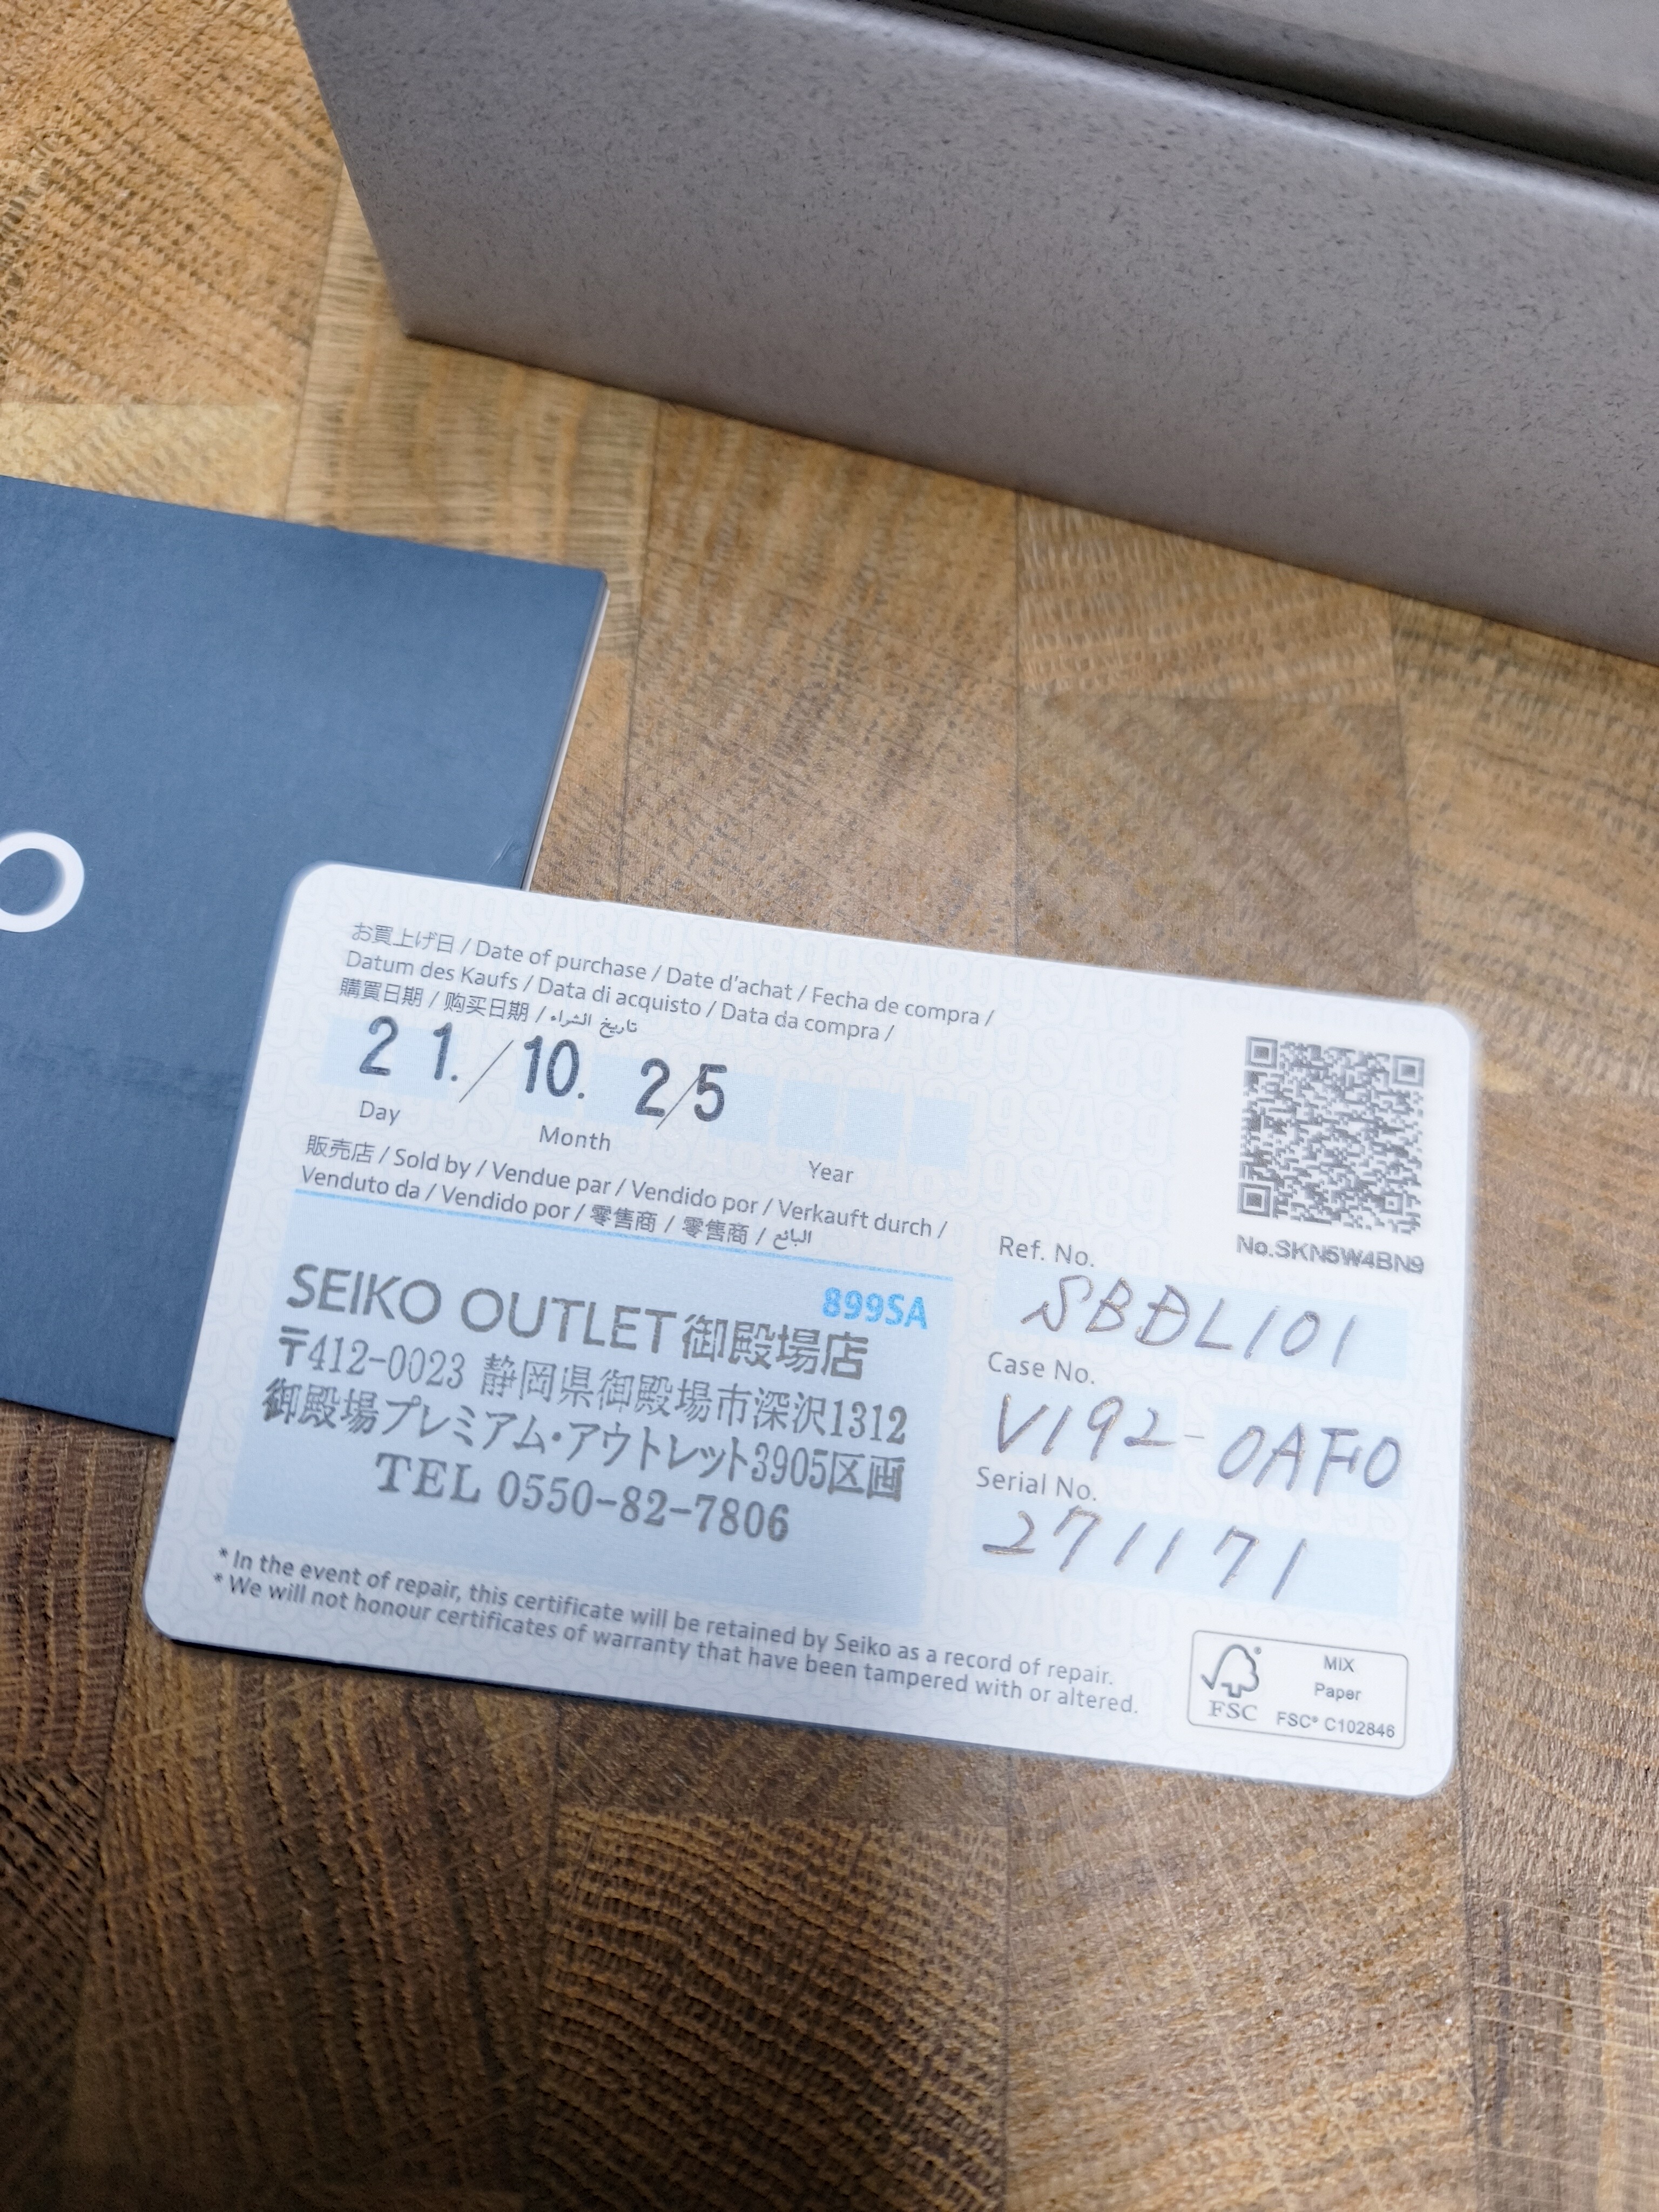 O
お買上げ日 / Date of purchase / Date d'achat / Fecha de compra /
Datum des Kaufs / Data di acquisto / Data da compra /
購買日期 / 购买日期 / تاريخ الشراء
21./10. 2/5
Day Month Year
販売店 / Sold by / Vendue par / Vendido por / Verkauft durch /
Venduto da / Vendido por / 零售商 / 零售商 / البائع
899SA
SEIKO OUTLET 御殿場店
〒412-0023 静岡県御殿場市深沢1312
御殿場プレミアム・アウトレット3905区画
TEL 0550-82-7806
No.SKN5W4BN9
Ref. No.
SBDL101
Case No.
V192-0AF0
Serial No.
271171
* In the event of repair, this certificate will be retained by Seiko as a record of repair.
* We will not honour certificates of warranty that have been tampered with or altered.
FSC
MIX
Paper
FSC® C102846